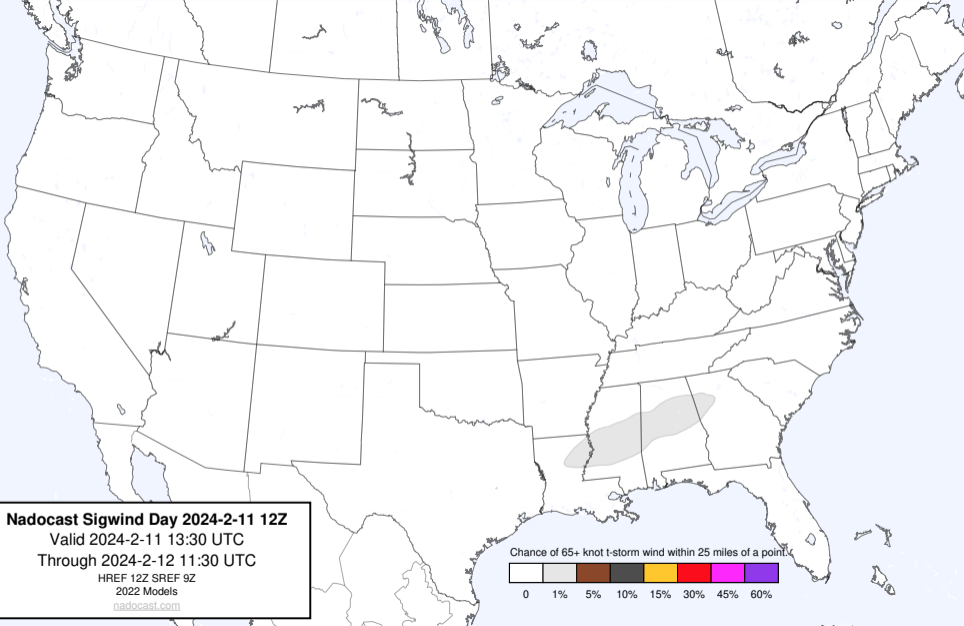 Nadocast Sigwind Day 2024-2-11 12Z
Valid 2024-2-11 13:30 UTC
Through 2024-2-12 11:30 UTC
HREF 12Z SREF 9Z
2022 Models
nadocast.com
Chance of 65+ knot t-storm wind within 25 miles of a point.
0 1% 5% 10% 15% 30% 45% 60%